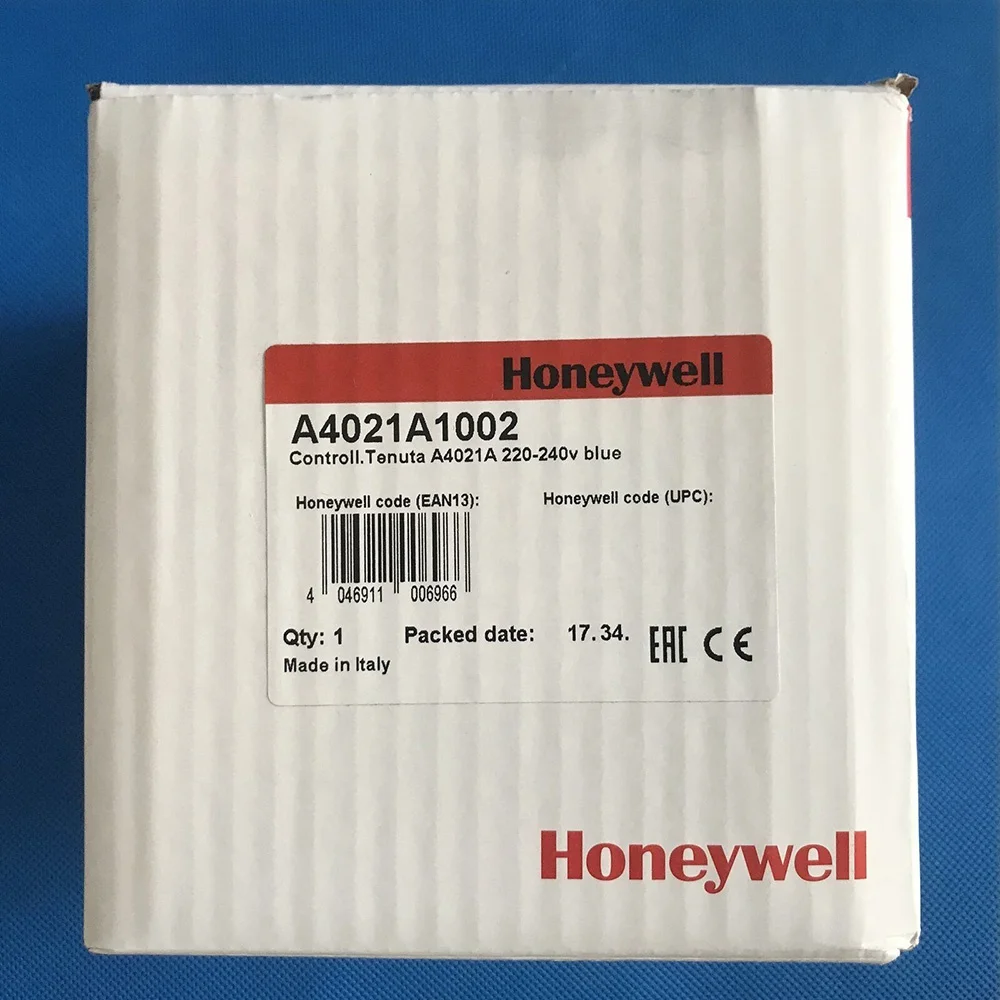 Honeywell
A4021A1002
Controll.Tenuta A4021A 220-240v blue
Honeywell code (EAN13): Honeywell code (UPC):
4 046911 006966
Qty: 1 Packed date: 17. 34. EAC CE
Made in Italy
Honeywell